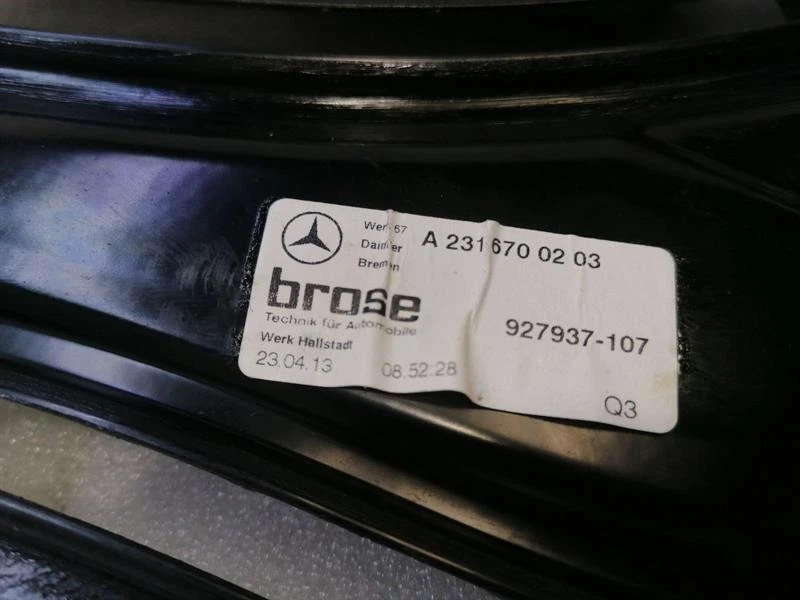 Werk 67
Daimler
Bremen
A 231 670 02 03
brose
Technik für Automobile
927937-107
Werk Hallstadt
23.04.13 08.52:28
Q3